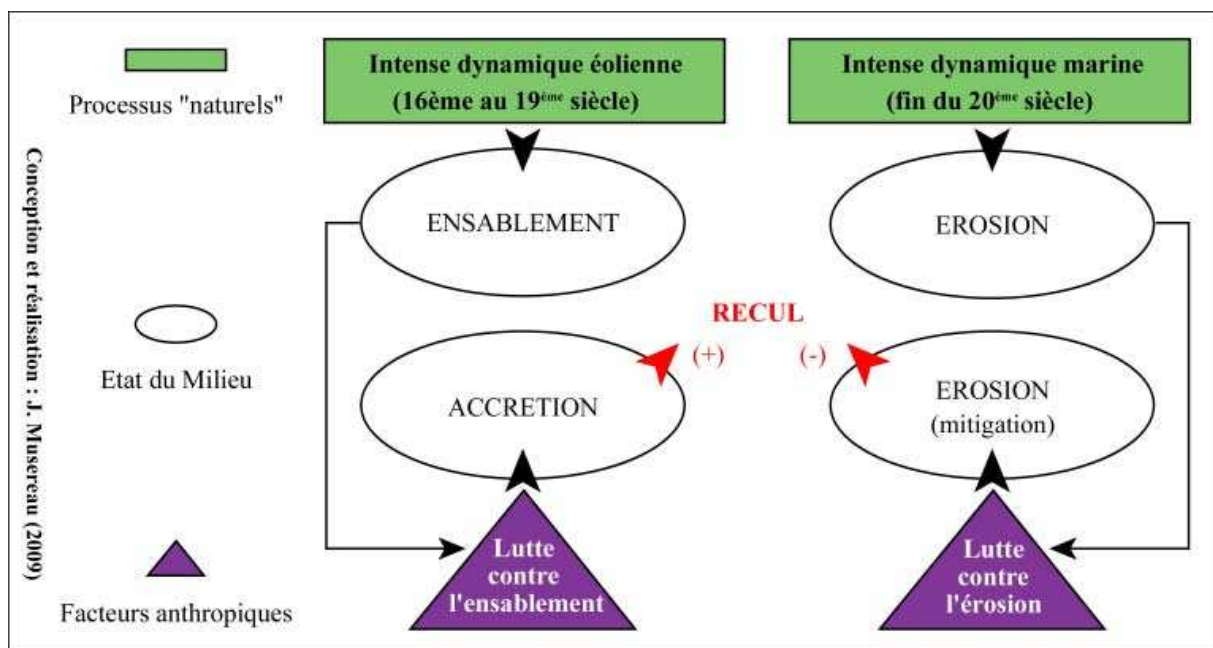 Conception et réalisation : J. Musereau (2009)
Processus "naturels"
Etat du Milieu
Facteurs anthropiques
Intense dynamique éolienne
(16ème au 19ème siècle)
ENSABLEMENT
ACCRETION
Lutte
contre
l'ensablement
RECUL
(+)
(-)
Intense dynamique marine
(fin du 20ème siècle)
EROSION
EROSION
(mitigation)
Lutte
contre
l'érosion